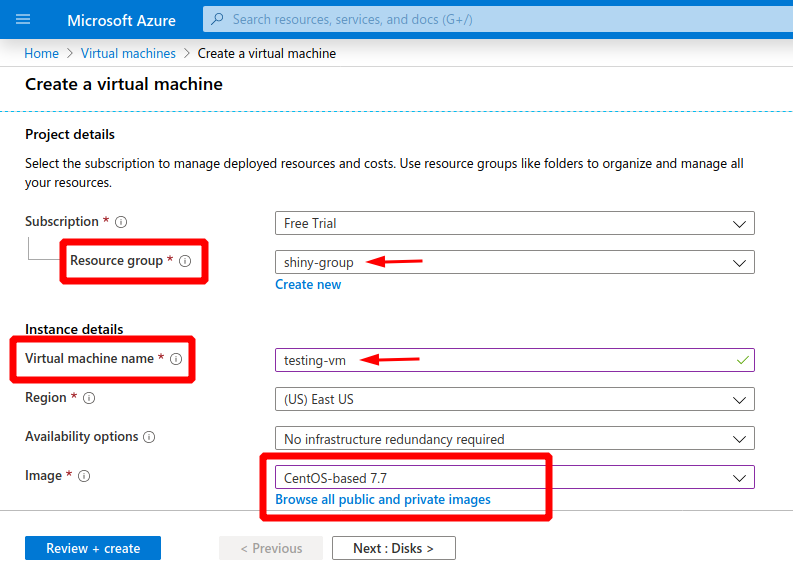 Microsoft Azure
Search resources, services, and docs (G+/)
Home > Virtual machines > Create a virtual machine
Create a virtual machine
Project details
Select the subscription to manage deployed resources and costs. Use resource groups like folders to organize and manage all
your resources.
Subscription *
Free Trial
Resource group *
shiny-group
Create new
Instance details
Virtual machine name *
testing-vm
Region *
(US) East US
Availability options
No infrastructure redundancy required
Image *
CentOS-based 7.7
Browse all public and private images
Review + create
< Previous
Next : Disks >